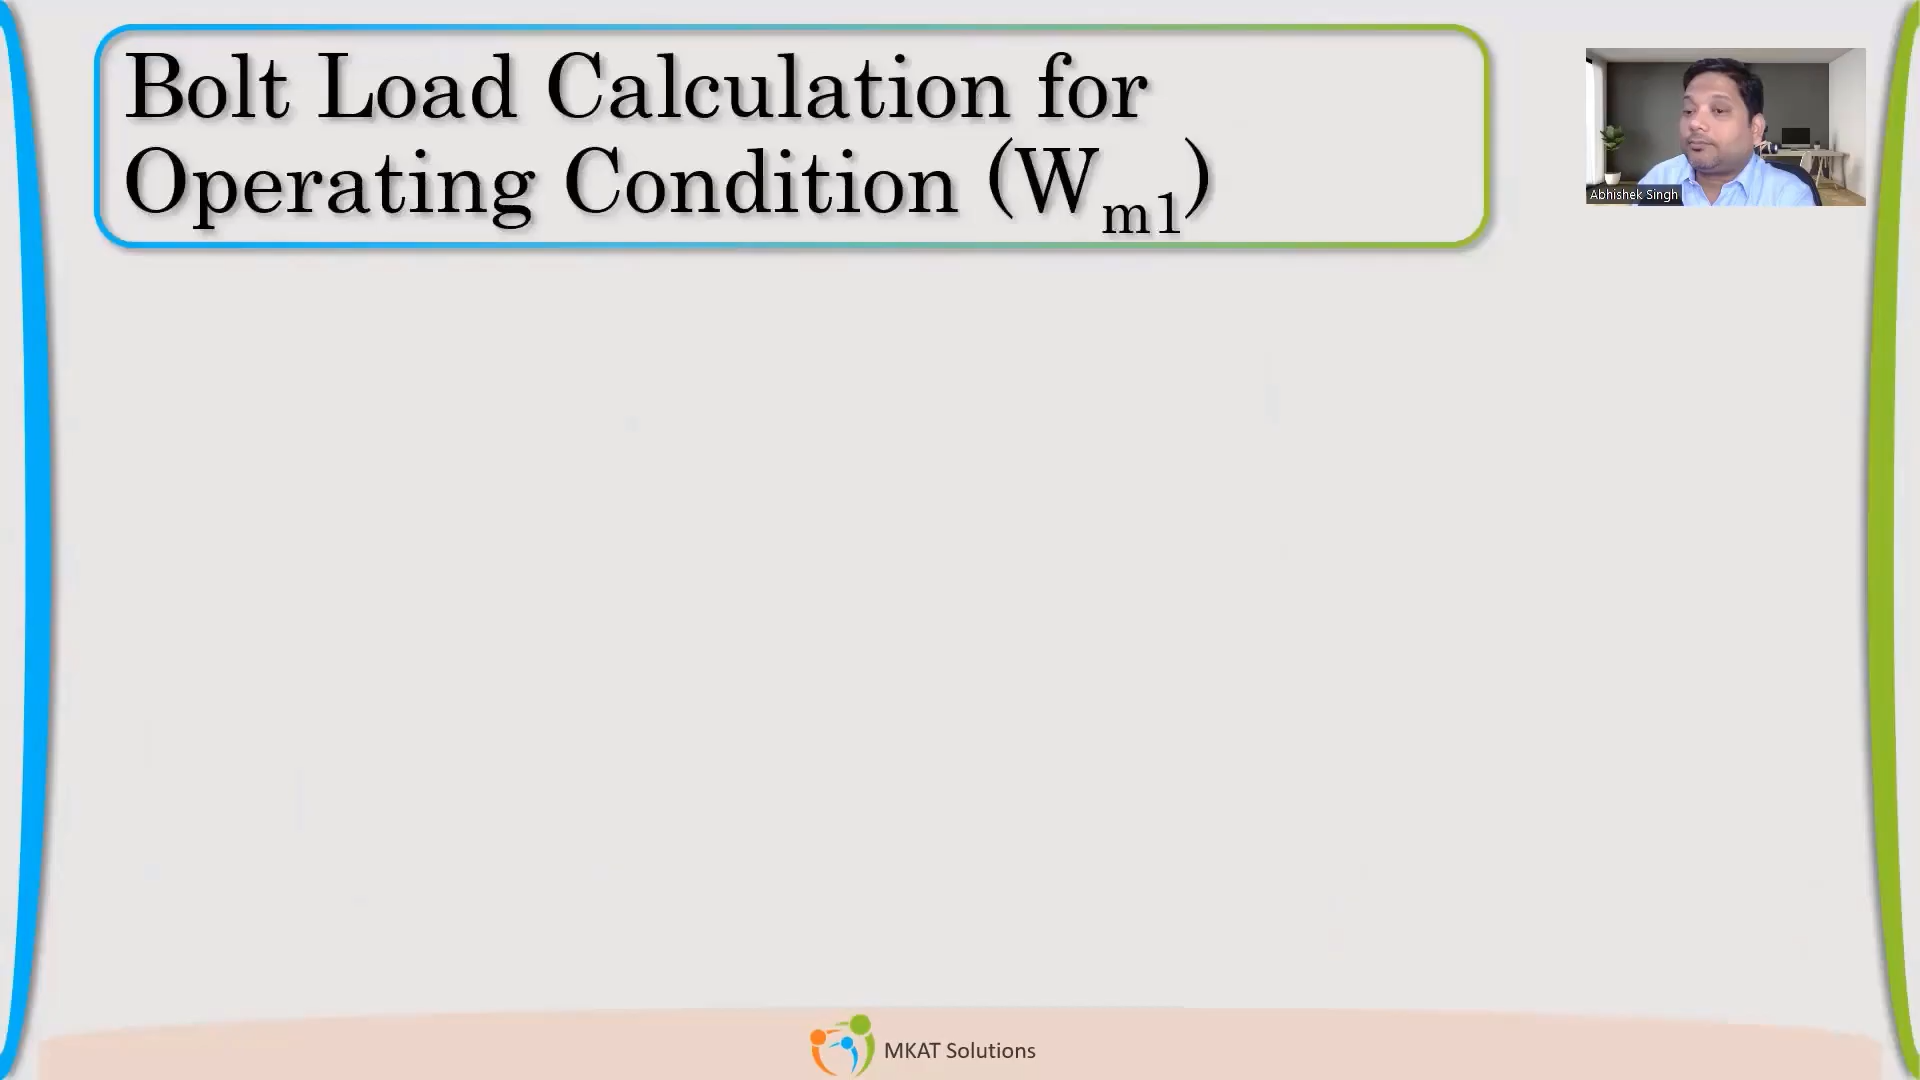 Bolt Load Calculation for
Operating Condition (Wm1)
Abhishek Singh
MKAT Solutions